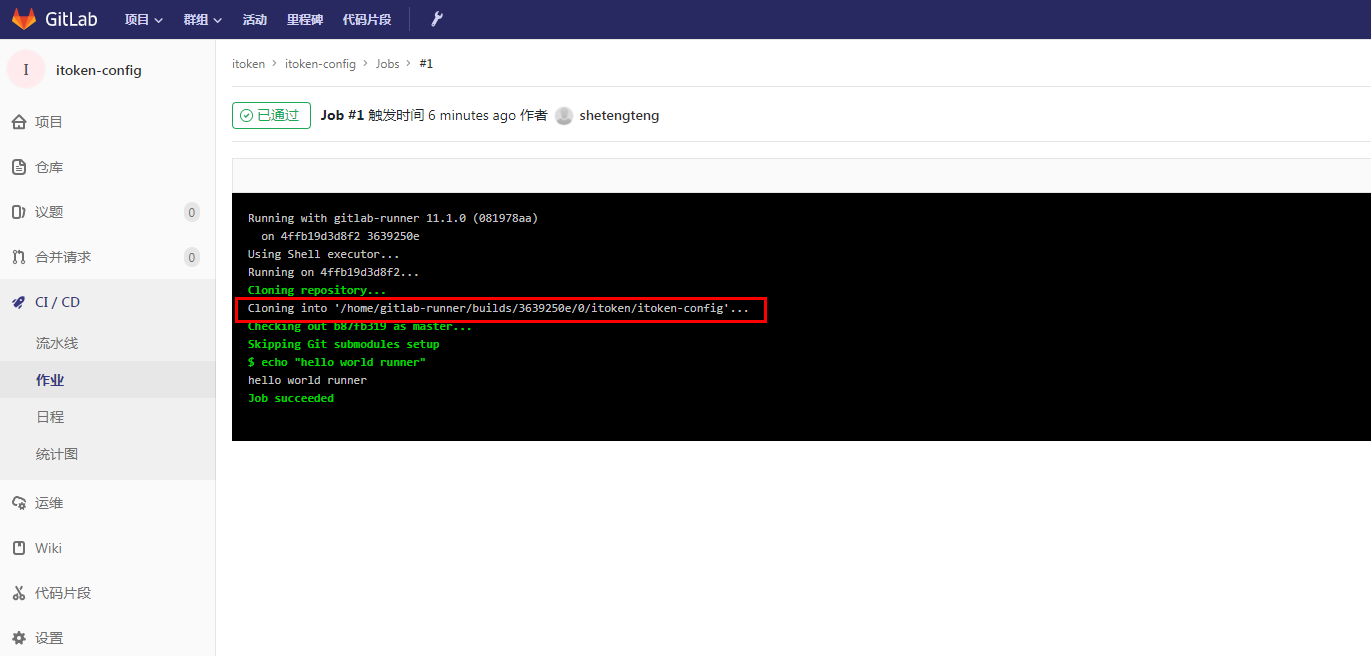 GitLab 项目 群组 活动 里程碑 代码片段
I itoken-config
项目
仓库
议题 0
合并请求 0
CI / CD
流水线
作业
日程
统计图
运维
Wiki
代码片段
设置
itoken > itoken-config > Jobs > #1
已通过 Job #1 触发时间 6 minutes ago 作者 shetengteng
Running with gitlab-runner 11.1.0 (081978aa)
on 4ffb19d3d8f2 3639250e
Using Shell executor...
Running on 4ffb19d3d8f2...
Cloning repository...
Cloning into '/home/gitlab-runner/builds/3639250e/0/itoken/itoken-config'...
Checking out b87fb319 as master...
Skipping Git submodules setup
$ echo "hello world runner"
hello world runner
Job succeeded